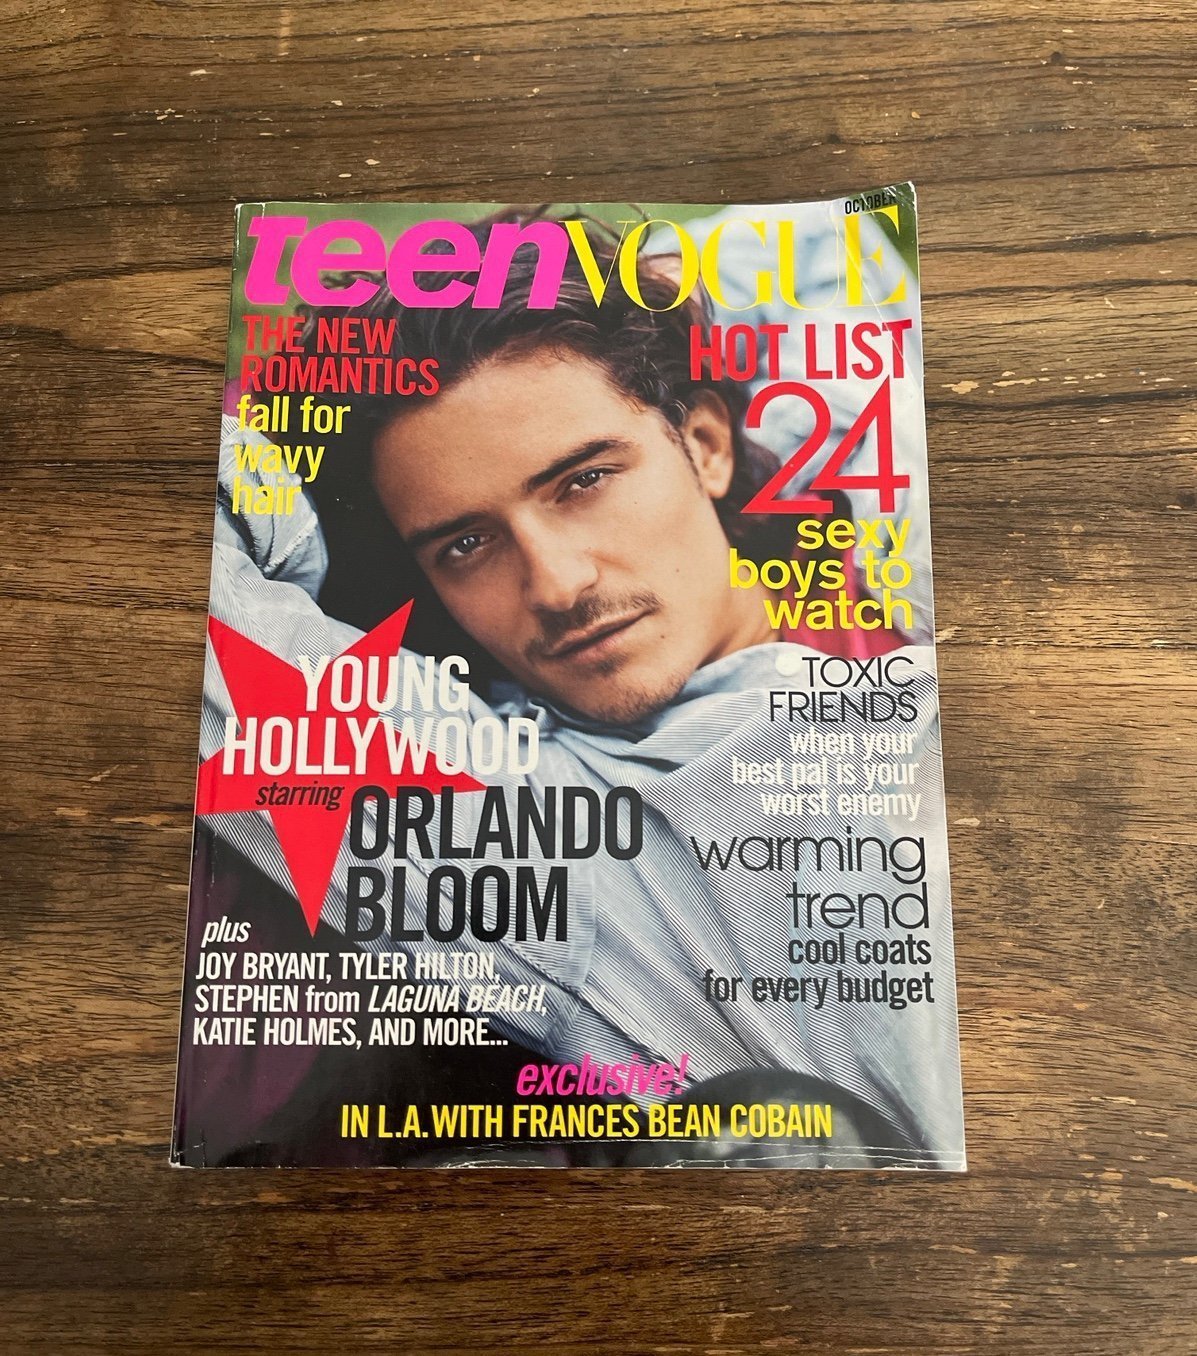 OCTOBER
teen VOGUE
THE NEW
ROMANTICS
fall for
wavy
hair
HOT LIST
24
sexy
boys to
watch
TOXIC
FRIENDS
when your
best pal is your
worst enemy
warming
trend
cool coats
for every budget
YOUNG
HOLLYWOOD
starring
ORLANDO
BLOOM
plus
JOY BRYANT, TYLER HILTON,
STEPHEN from LAGUNA BEACH,
KATIE HOLMES, AND MORE...
exclusive!
IN L.A. WITH FRANCES BEAN COBAIN